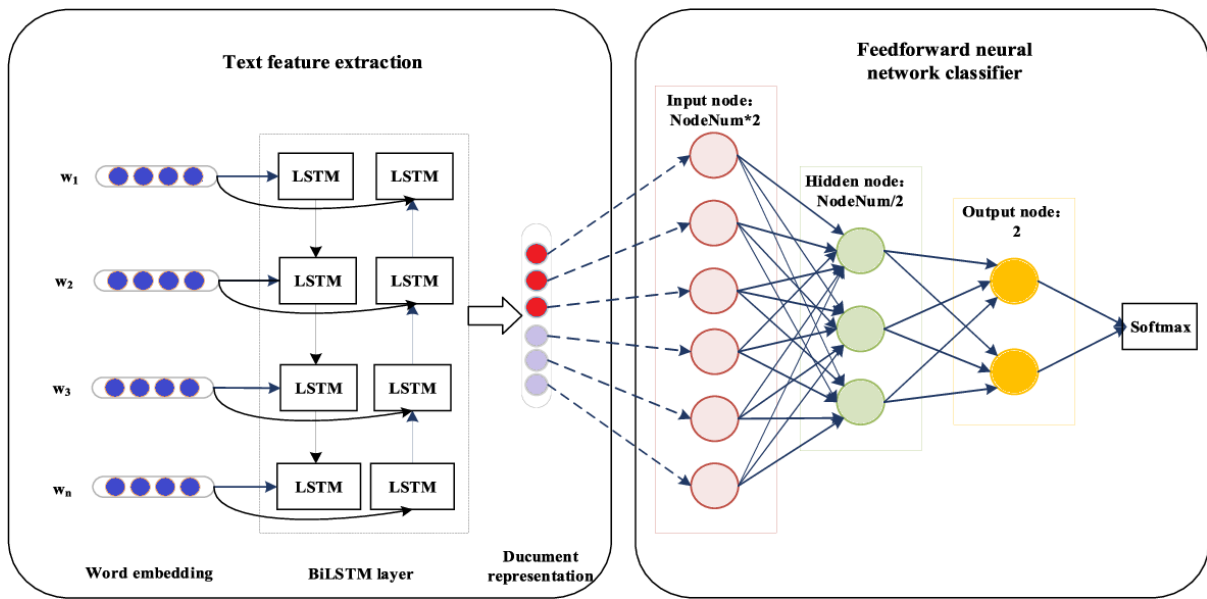 Text feature extraction
w1
LSTM
LSTM
w2
LSTM
LSTM
w3
LSTM
LSTM
wn
LSTM
LSTM
Word embedding
BiLSTM layer
Ducument
representation
Feedforward neural
network classifier
Input node：
NodeNum*2
Hidden node：
NodeNum/2
Output node：
2
Softmax